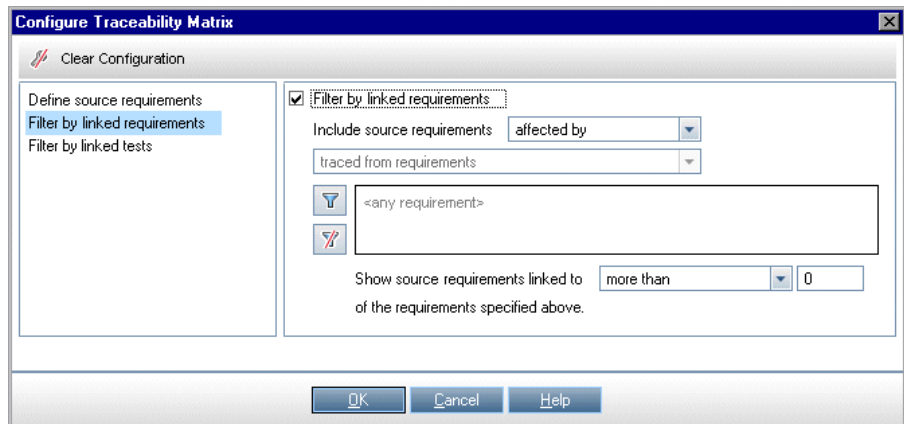 Configure Traceability Matrix
Clear Configuration
Define source requirements
Filter by linked requirements
Filter by linked tests
Filter by linked requirements
Include source requirements affected by
traced from requirements
<any requirement>
Show source requirements linked to more than 0
of the requirements specified above.
OK Cancel Help